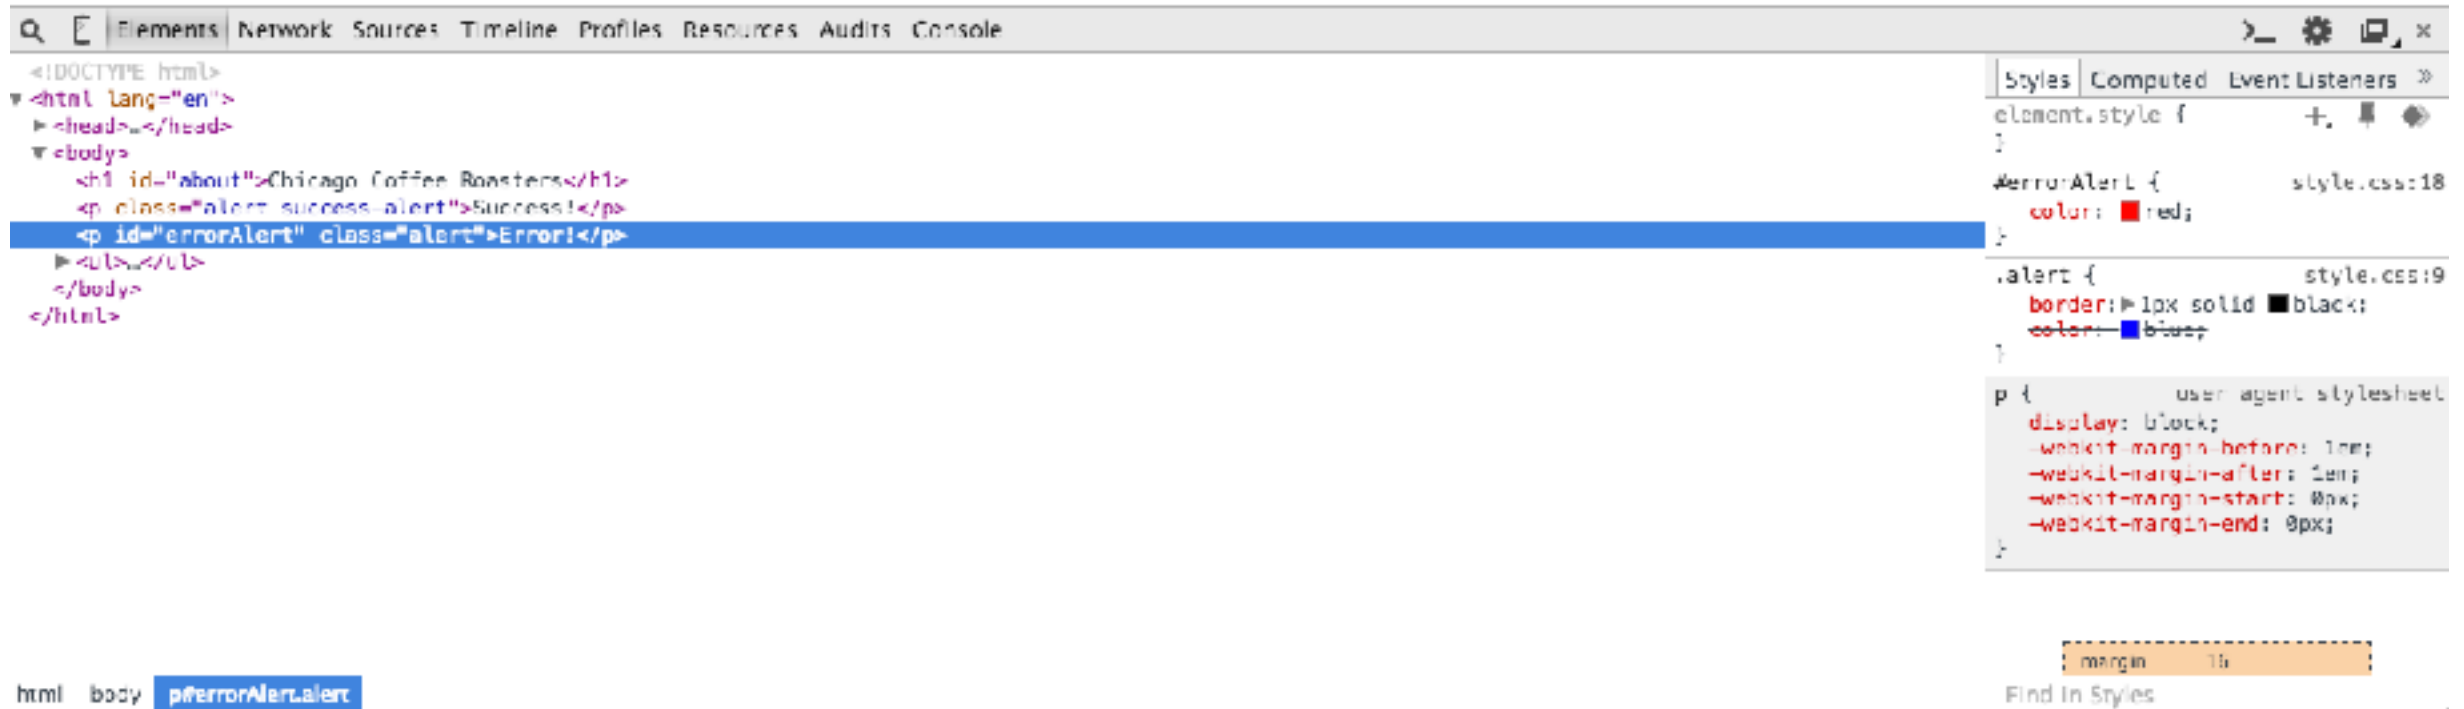 Elements Network Sources Timeline Profiles Resources Audits Console
<!DOCTYPE html>
<html lang="en">
<head>…</head>
<body>
<h1 id="about">Chicago Coffee Roasters</h1>
<p class="alert success-alert">Success!</p>
<p id="errorAlert" class="alert">Error!</p>
<ul>…</ul>
</body>
</html>
html body p#errorAlert.alert
Styles Computed Event Listeners »
element.style {
}
#errorAlert { style.css:18
color: red;
}
.alert { style.css:9
border: 1px solid black;
color: blue;
}
p { user agent stylesheet
display: block;
-webkit-margin-before: 1em;
-webkit-margin-after: 1em;
-webkit-margin-start: 0px;
-webkit-margin-end: 0px;
}
margin 16
Find in Styles